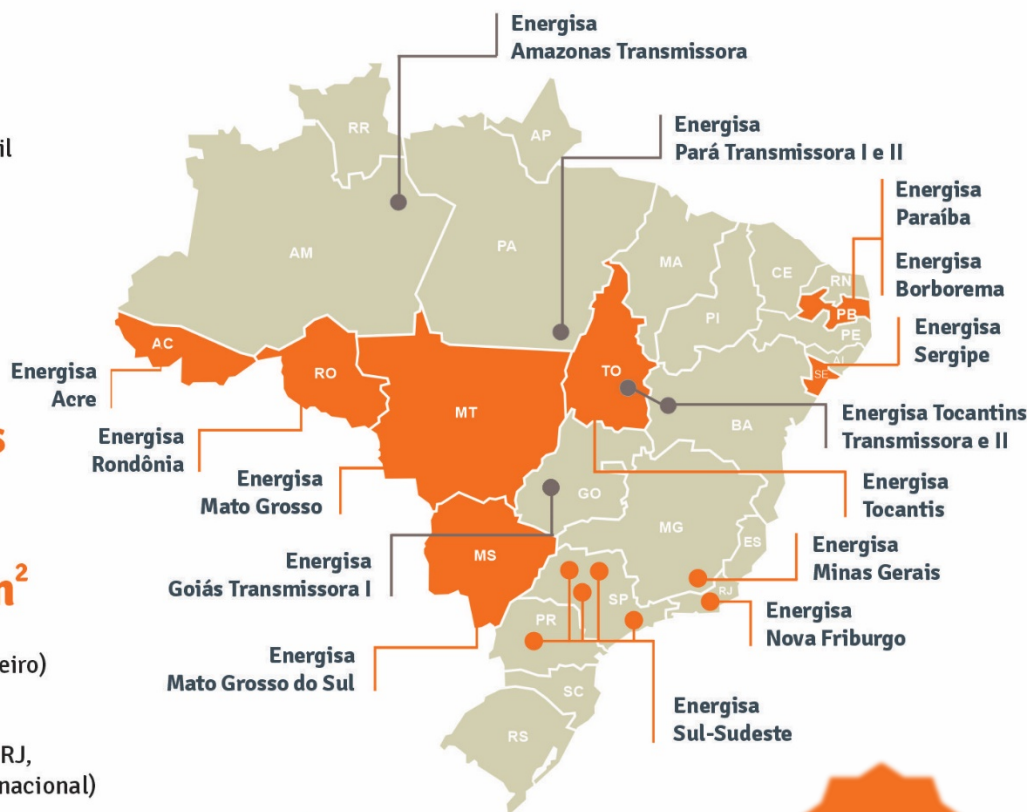 Energisa
Amazonas Transmissora
il
RR
AP
Energisa
Pará Transmissora I e II
Energisa
Paraíba
AM
PA
MA
CE
RN
Energisa
Borborema
PI
PB
PE
AL
SE
Energisa
Sergipe
AC
RO
TO
Energisa
Acre
MT
BA
Energisa Tocantins
Transmissora e II
s
Energisa
Rondônia
Energisa
Mato Grosso
GO
Energisa
Tocantis
MG
ES
MS
Energisa
Minas Gerais
Energisa
Goiás Transmissora I
n²
SP
RJ
PR
Energisa
Nova Friburgo
eiro)
Energisa
Mato Grosso do Sul
SC
Energisa
Sul-Sudeste
RS
RJ,
nacional)